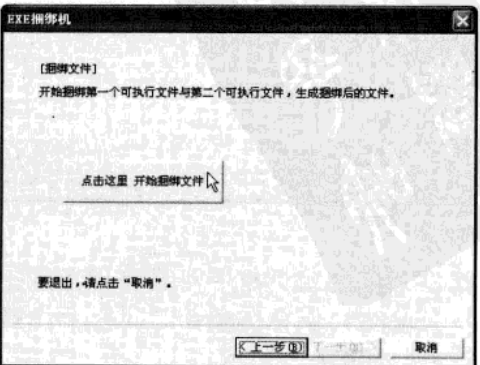 EXE捆绑机
[捆绑文件]
开始捆绑第一个可执行文件与第二个可执行文件，生成捆绑后的文件。
点击这里 开始捆绑文件
要退出，请点击“取消”。
<上一步(B)
下一步(N)>
取消